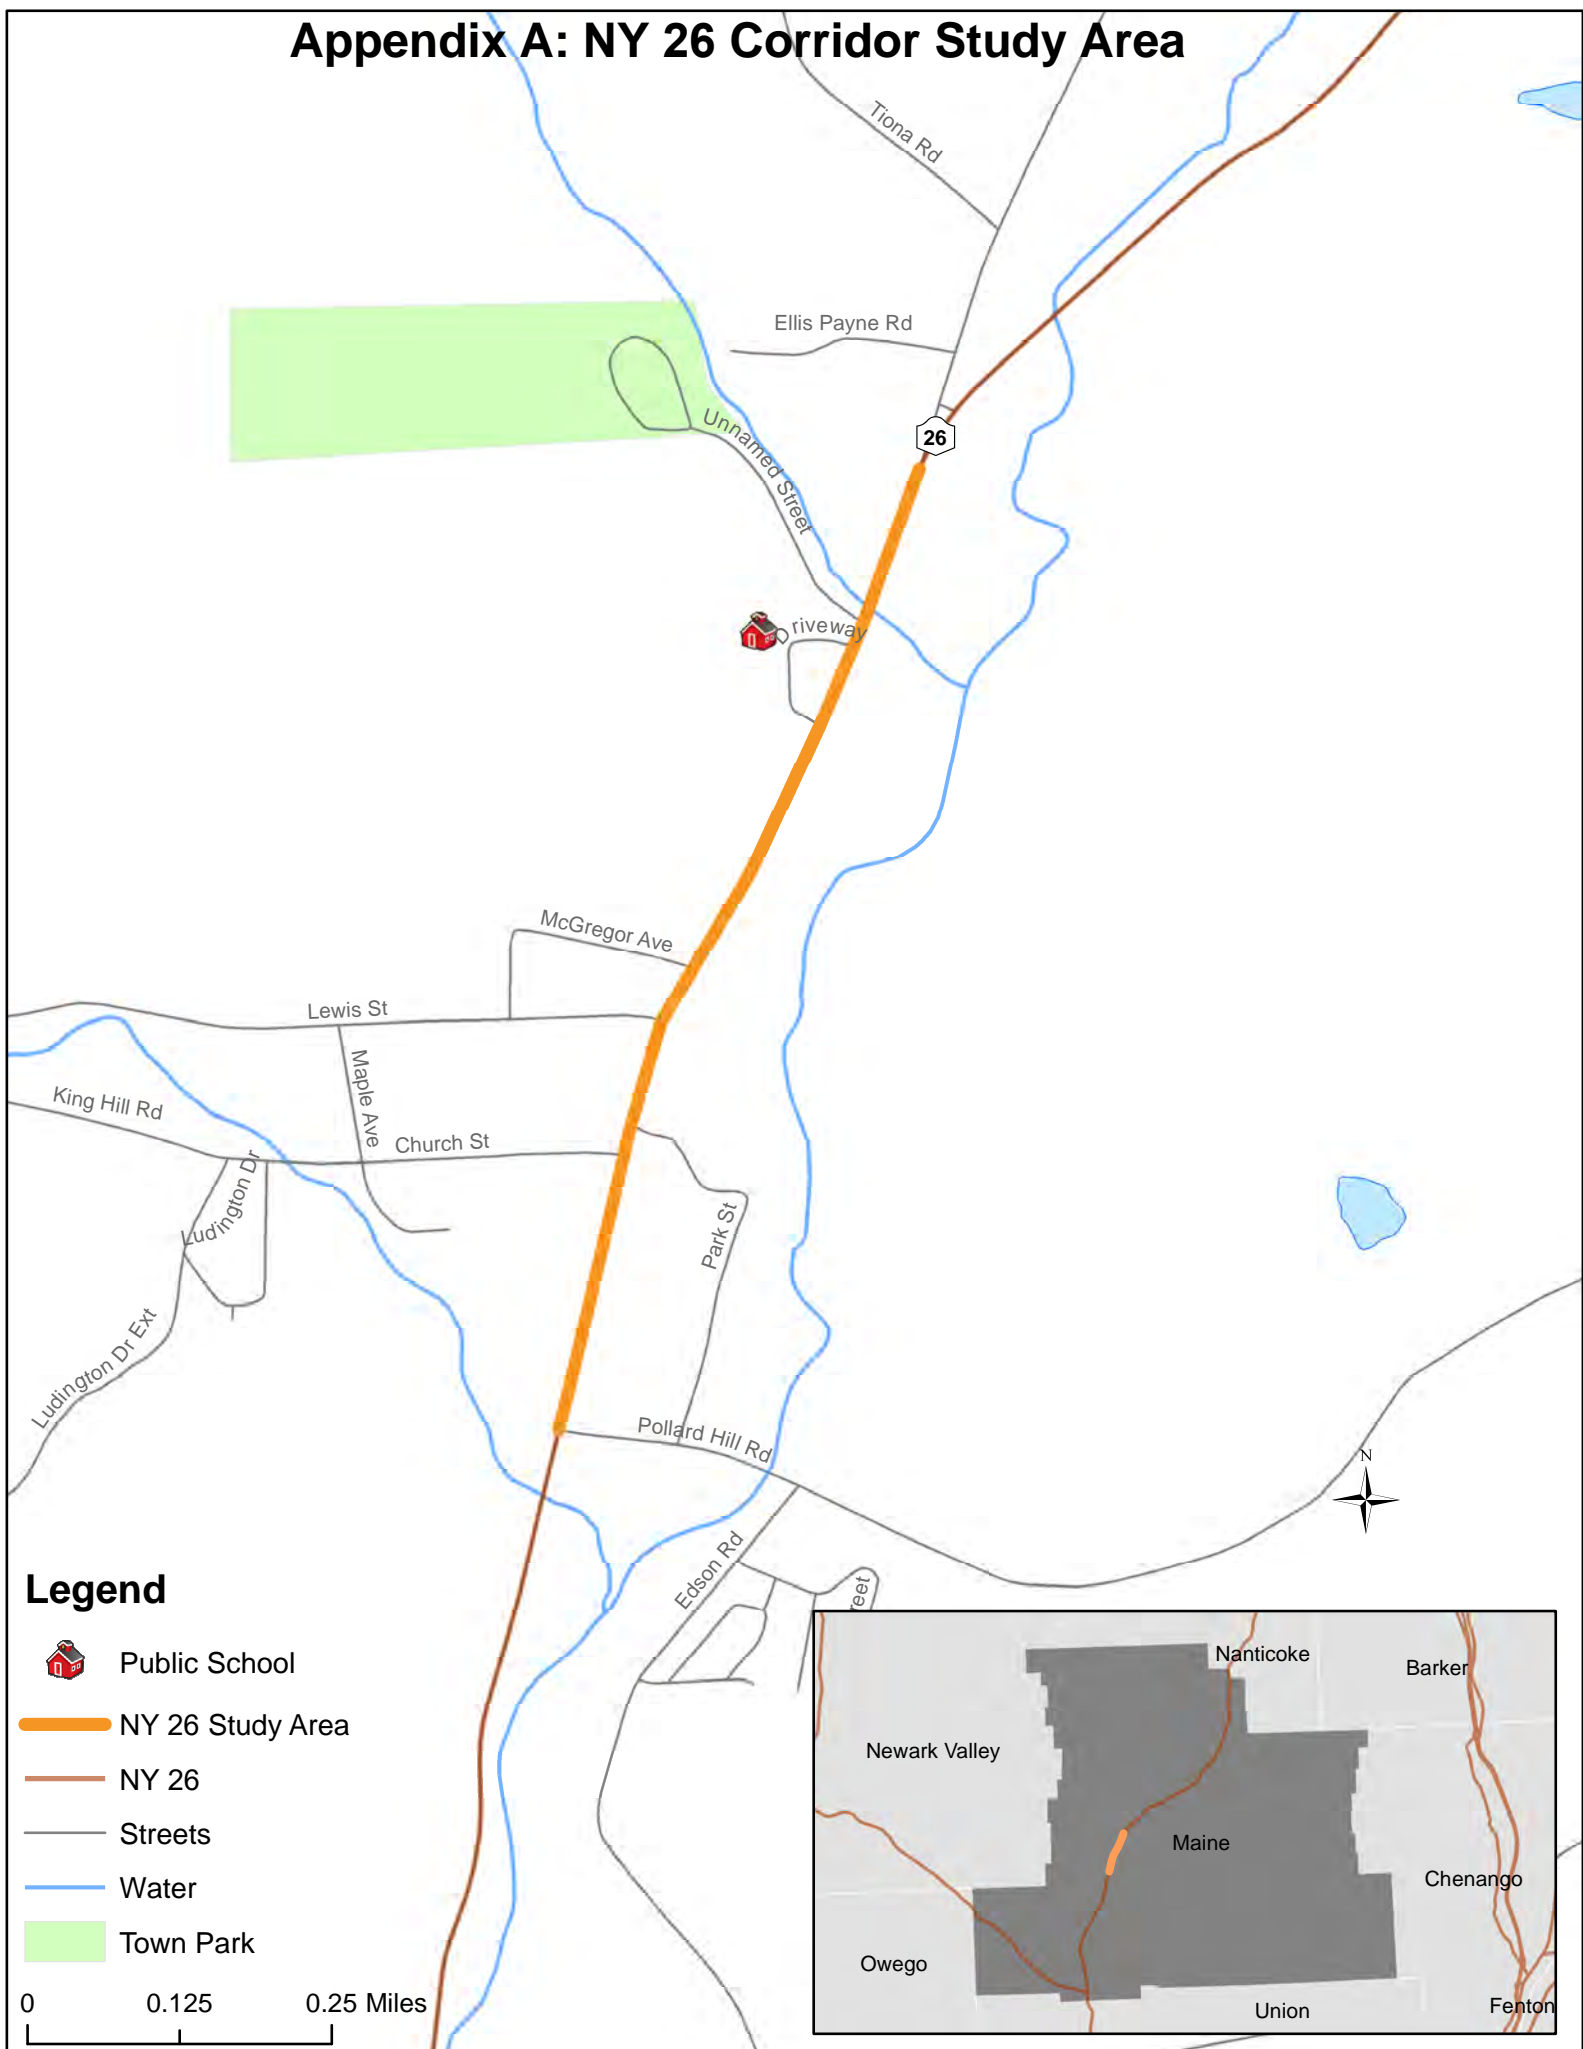 Appendix A: NY 26 Corridor Study Area
Tiona Rd
Ellis Payne Rd
26
Unnamed Street
riveway
McGregor Ave
Lewis St
Maple Ave
King Hill Rd
Church St
Ludington Dr
Park St
Ludington Dr Ext
Pollard Hill Rd
N
Edson Rd
reet
Legend
Public School
NY 26 Study Area
NY 26
Streets
Water
Town Park
0 0.125 0.25 Miles
Nanticoke
Barker
Newark Valley
Maine
Chenango
Owego
Union
Fenton